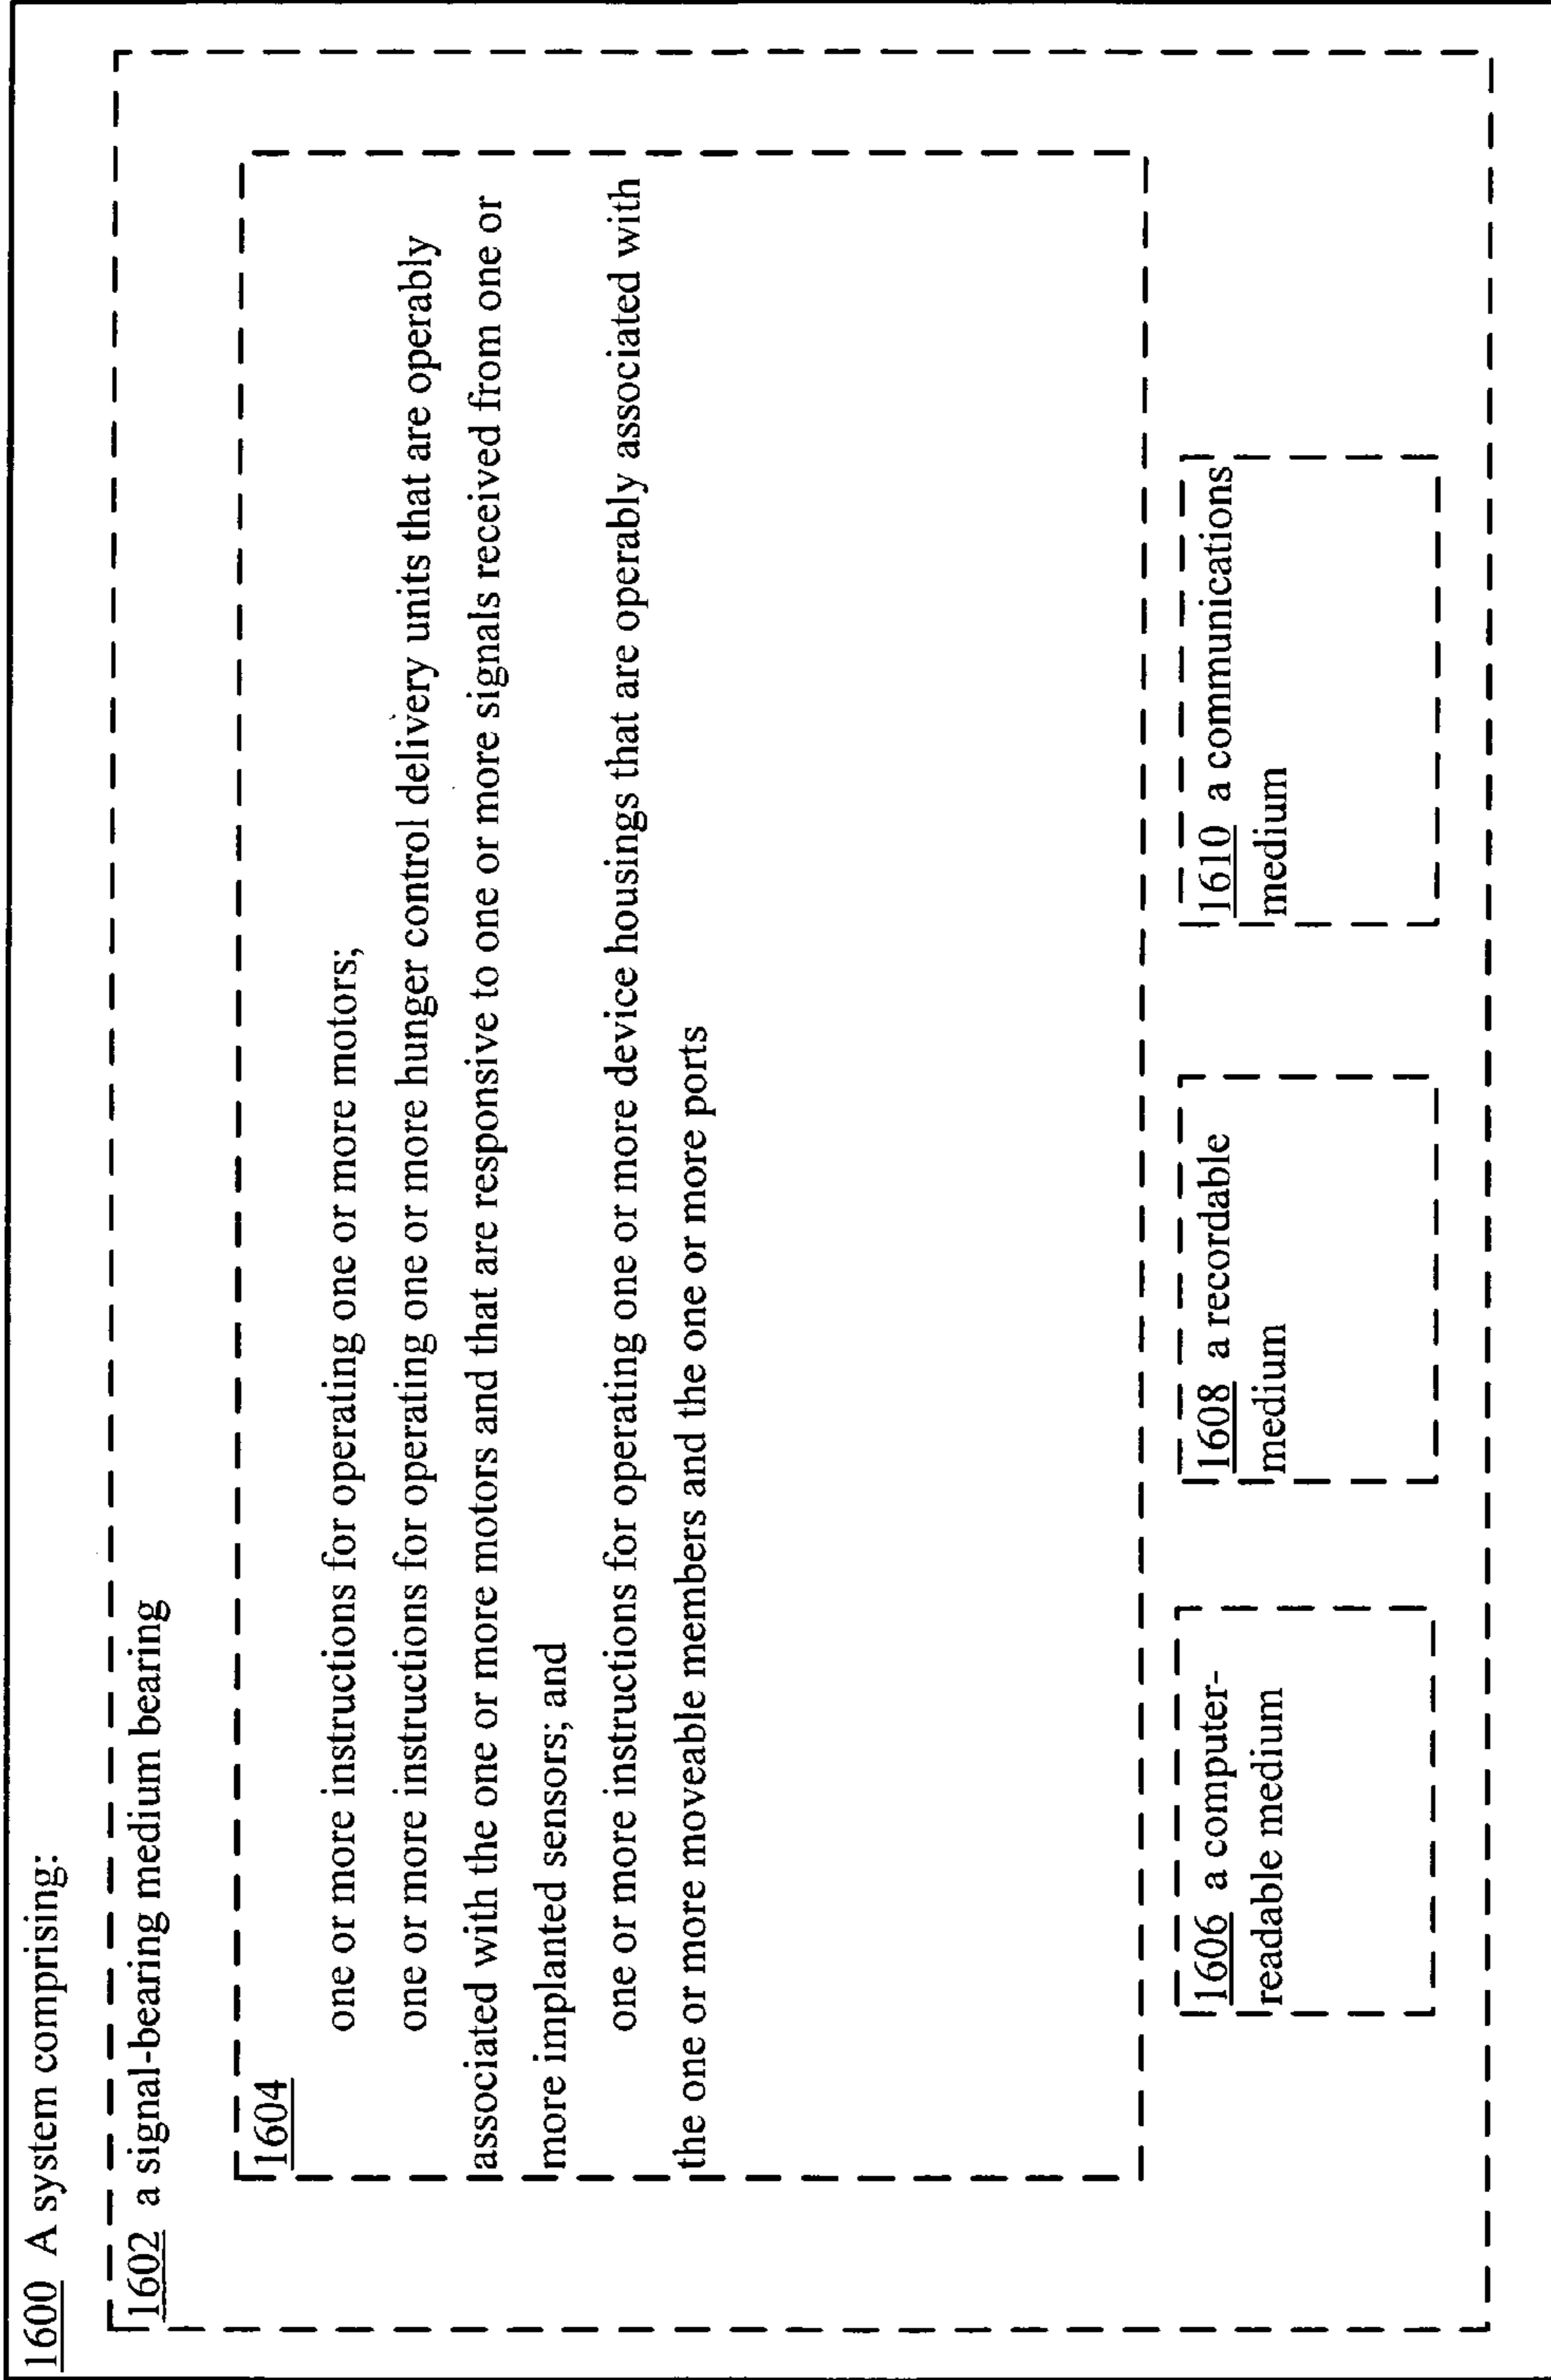 1600 A system comprising:
1602 a signal-bearing medium bearing
1604
one or more instructions for operating one or more motors;
one or more instructions for operating one or more hunger control delivery units that are operably
associated with the one or more motors and that are responsive to one or more signals received from one or
more implanted sensors; and
one or more instructions for operating one or more device housings that are operably associated with
the one or more moveable members and the one or more ports
1606 a computer-
readable medium
1608 a recordable
medium
1610 a communications
medium